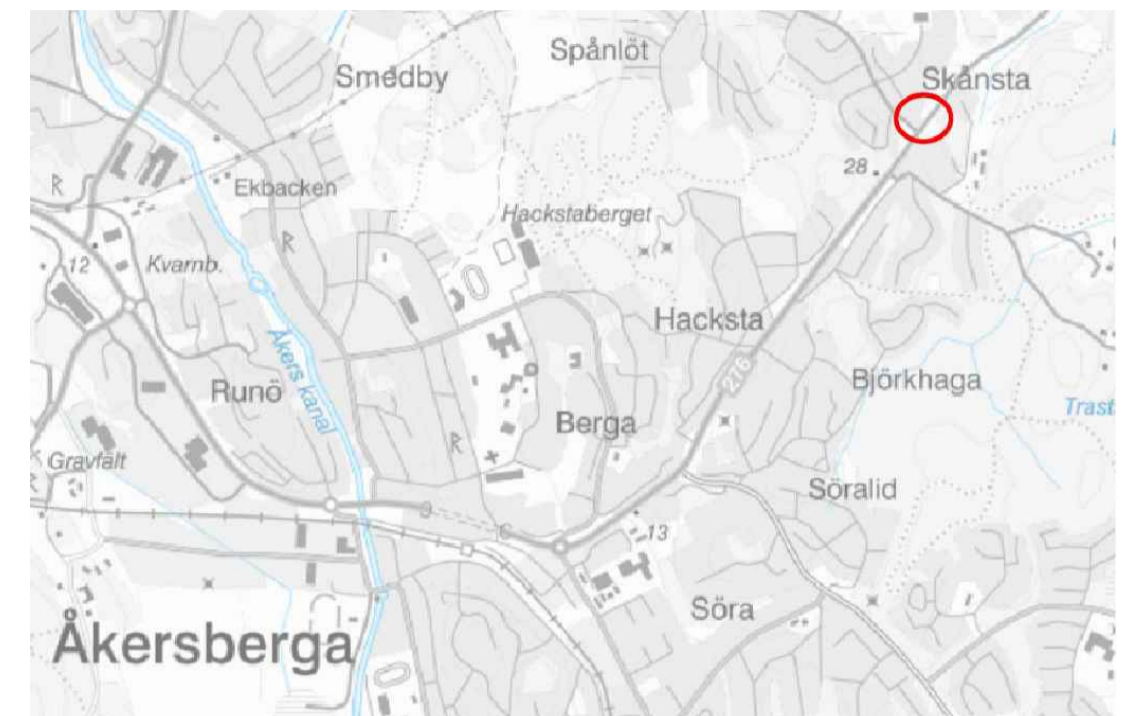 Spånlöt
Smedby
Skånsta
28
R
Ekbacken
Hackstaberget
R
12
Kvarnb.
Hacksta
Åkers kanal
276
Runö
Björkhaga
Trast
Berga
R
Gravfält
Söralid
R
13
Söra
Åkersberga